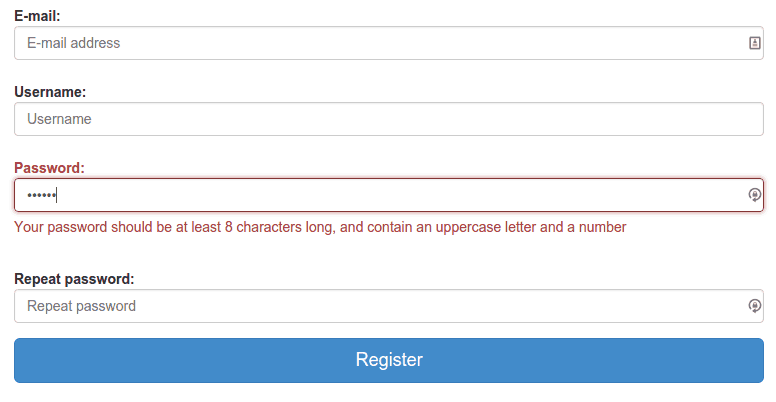 E-mail:
E-mail address
Username:
Username
Password:
••••••
Your password should be at least 8 characters long, and contain an uppercase letter and a number
Repeat password:
Repeat password
Register